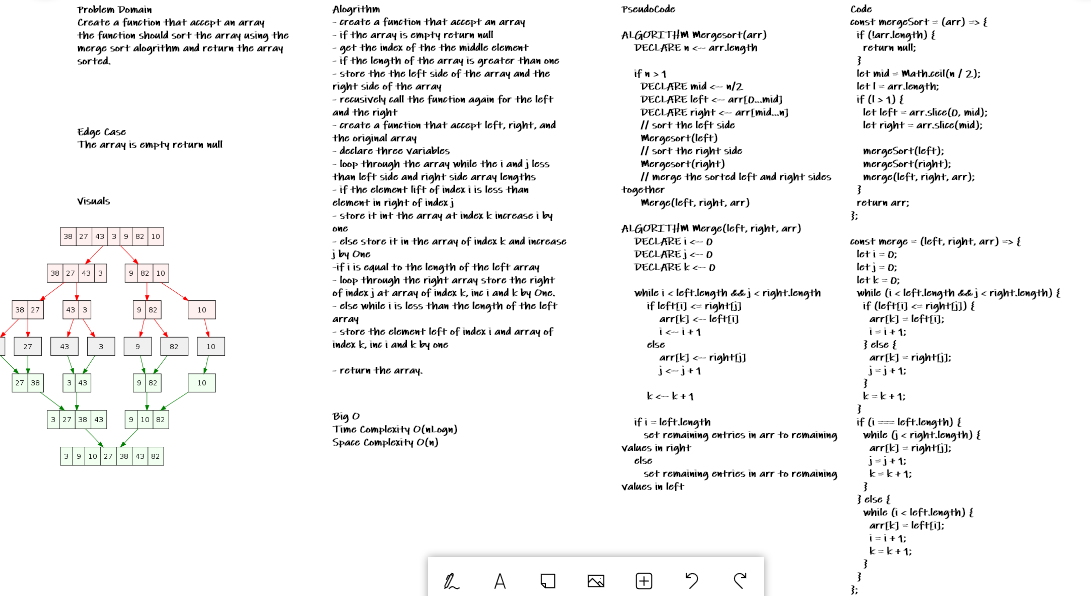 Problem Domain
Create a function that accept an array
the function should sort the array using the
merge sort alogrithm and return the array
sorted.
Edge Case
The array is empty return null
Visuals
38 27 43 3 9 82 10
38 27 43 3
9 82 10
38 27
43 3
9 82
10
27
43
3
9
82
10
27 38
3 43
9 82
10
3 27 38 43
9 10 82
3 9 10 27 38 43 82
Alogrithm
- create a function that accept an array
- if the array is empty return null
- get the index of the the middle element
- if the length of the array is greater than one
- store the the left side of the array and the
right side of the array
- recusively call the function again for the left
and the right
- create a function that accept left, right, and
the original array
- declare three variables
- loop through the array while the i and j less
than left side and right side array lengths
- if the element lift of index i is less than
element in right of index j
- store it int the array at index k increase i by
one
- else store it in the array of index k and increase
j by One
-if i is equal to the length of the left array
- loop through the right array store the right
of index j at array of index k, inc i and k by One.
- else while i is less than the length of the left
array
- store the element left of index i and array of
index k, inc i and k by one
- return the array.
Big O
Time Complexity O(nLogn)
Space Complexity O(n)
PseudoCode
ALGORITHM Mergesort(arr)
DECLARE n <-- arr.length
if n > 1
DECLARE mid <-- n/2
DECLARE left <-- arr[0...mid]
DECLARE right <-- arr[mid...n]
// sort the left side
Mergesort(left)
// sort the right side
Mergesort(right)
// merge the sorted left and right sides
together
Merge(left, right, arr)
ALGORITHM Merge(left, right, arr)
DECLARE i <-- 0
DECLARE j <-- 0
DECLARE k <-- 0
while i < left.length && j < right.length
if left[i] <= right[j]
arr[k] <-- left[i]
i <-- i + 1
else
arr[k] <-- right[j]
j <-- j + 1
k <-- k + 1
if i = left.length
set remaining entries in arr to remaining
values in right
else
set remaining entries in arr to remaining
values in left
Code
const mergeSort = (arr) => {
if (!arr.length) {
return null;
}
let mid = Math.ceil(n / 2);
let l = arr.length;
if (l > 1) {
let left = arr.slice(0, mid);
let right = arr.slice(mid);
mergeSort(left);
mergeSort(right);
merge(left, right, arr);
}
return arr;
};
const merge = (left, right, arr) => {
let i = 0;
let j = 0;
let k = 0;
while (i < left.length && j < right.length) {
if (left[i] <= right[j]) {
arr[k] = left[i];
i = i + 1;
} else {
arr[k] = right[j];
j = j + 1;
}
k = k + 1;
}
if (i === left.length) {
while (j < right.length) {
arr[k] = right[j];
j = j + 1;
k = k + 1;
}
} else {
while (i < left.length) {
arr[k] = left[i];
i = i + 1;
k = k + 1;
}
}
};